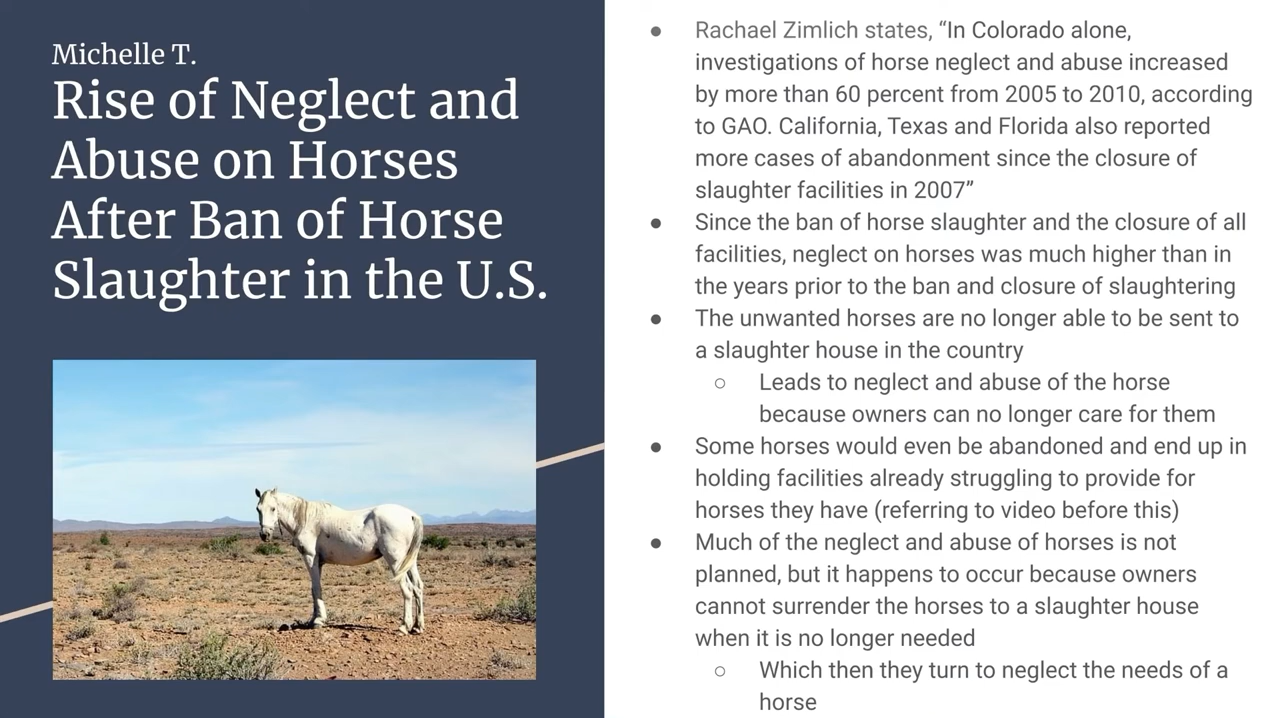 Michelle T.
Rise of Neglect and
Abuse on Horses
After Ban of Horse
Slaughter in the U.S.
● Rachael Zimlich states, “In Colorado alone,
investigations of horse neglect and abuse increased
by more than 60 percent from 2005 to 2010, according
to GAO. California, Texas and Florida also reported
more cases of abandonment since the closure of
slaughter facilities in 2007”
● Since the ban of horse slaughter and the closure of all
facilities, neglect on horses was much higher than in
the years prior to the ban and closure of slaughtering
● The unwanted horses are no longer able to be sent to
a slaughter house in the country
○ Leads to neglect and abuse of the horse
because owners can no longer care for them
● Some horses would even be abandoned and end up in
holding facilities already struggling to provide for
horses they have (referring to video before this)
● Much of the neglect and abuse of horses is not
planned, but it happens to occur because owners
cannot surrender the horses to a slaughter house
when it is no longer needed
○ Which then they turn to neglect the needs of a
horse